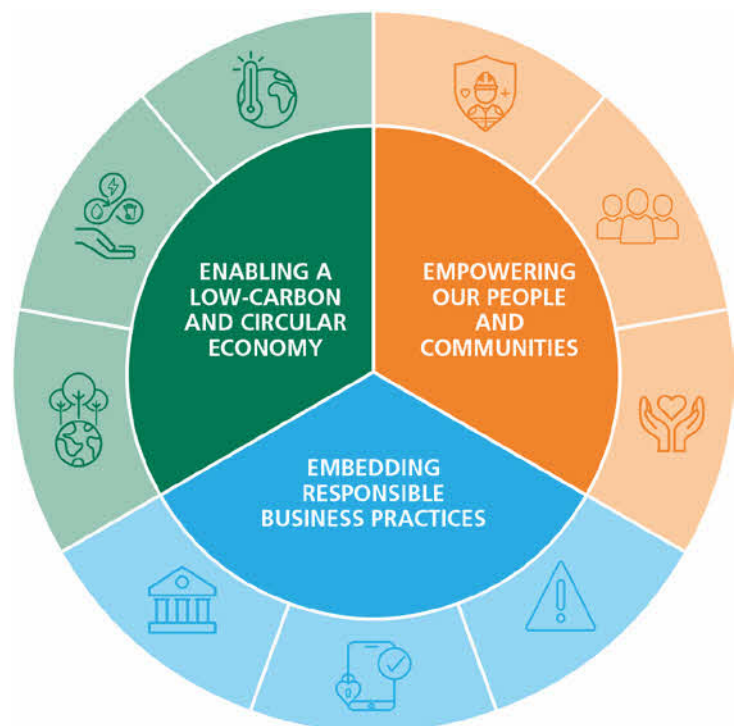 ENABLING A
LOW-CARBON
AND CIRCULAR
ECONOMY
EMPOWERING
OUR PEOPLE
AND
COMMUNITIES
EMBEDDING
RESPONSIBLE
BUSINESS PRACTICES